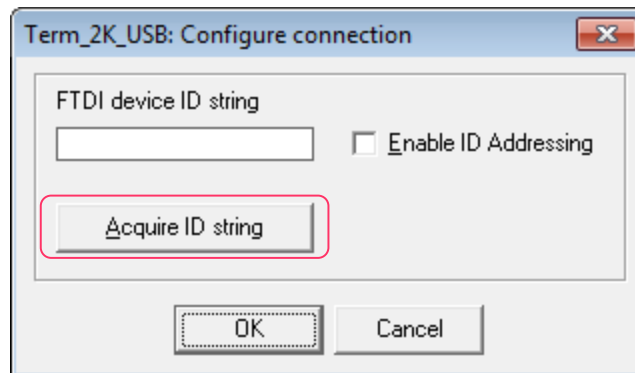 Term_2K_USB: Configure connection
FTDI device ID string
Enable ID Addressing
Acquire ID string
OK
Cancel